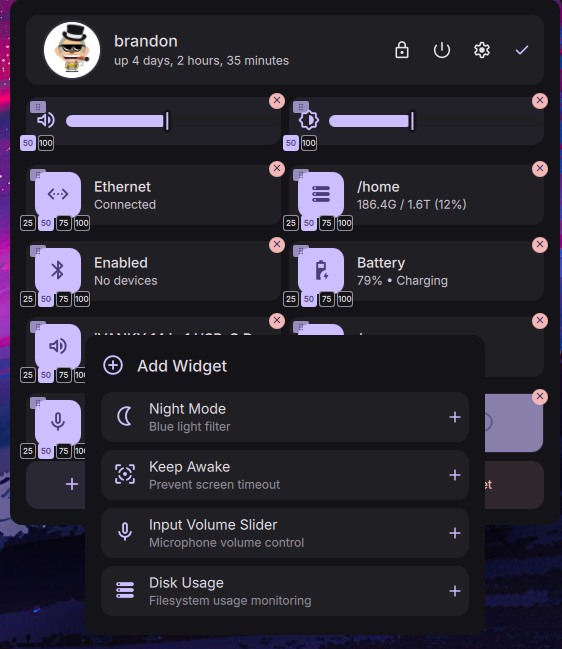 brandon
up 4 days, 2 hours, 35 minutes
50 100
50 100
Ethernet
Connected
25 50 75 100
/home
186.4G / 1.6T (12%)
25 50 75 100
Enabled
No devices
25 50 75 100
Battery
79% • Charging
25 50 75 100
25 50 75
Add Widget
Night Mode
Blue light filter
Keep Awake
Prevent screen timeout
25 50 75
Input Volume Slider
Microphone volume control
Disk Usage
Filesystem usage monitoring